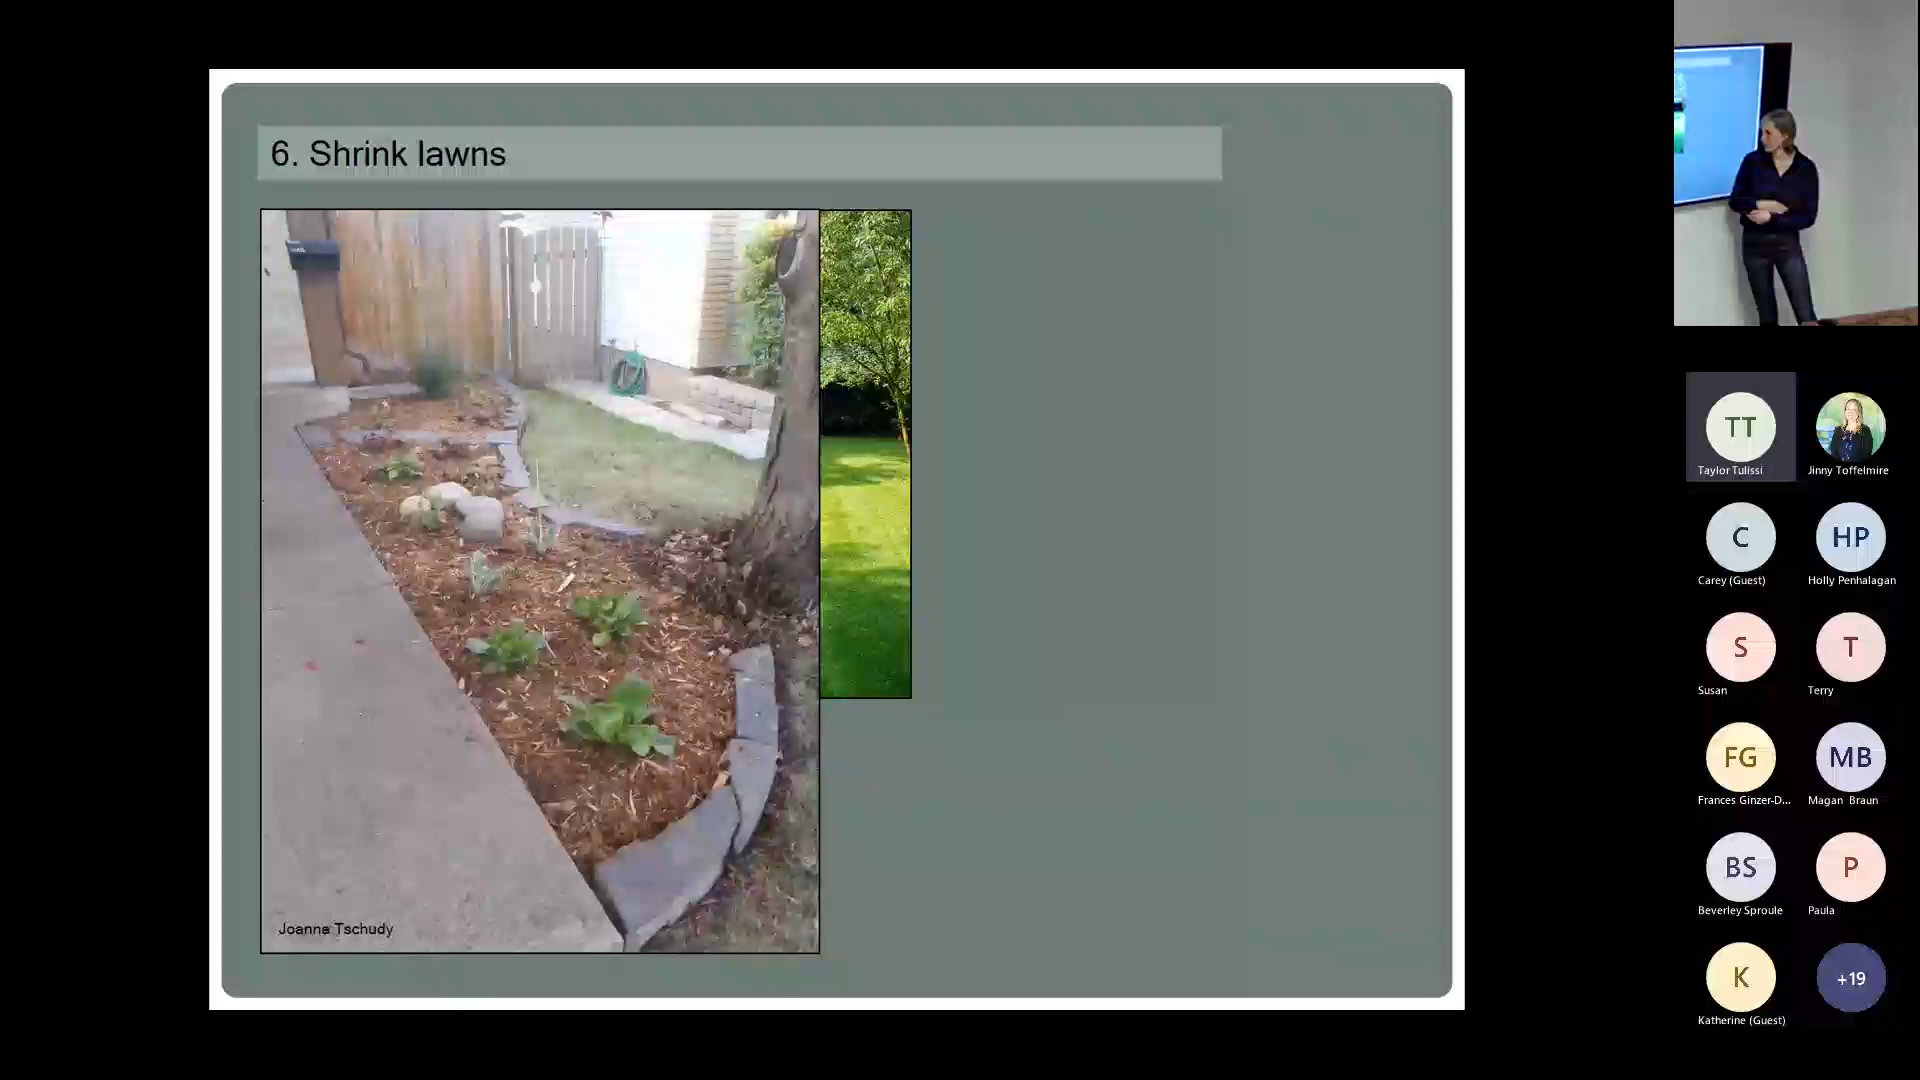 6. Shrink lawns
Joanna Tschudy
TT
Taylor Tulissi
Jinny Toffelmire
C
Carey (Guest)
HP
Holly Penhalagan
S
Susan
T
Terry
FG
Frances Ginzer-D...
MB
Magan Braun
BS
Beverley Sproule
P
Paula
K
Katherine (Guest)
+19